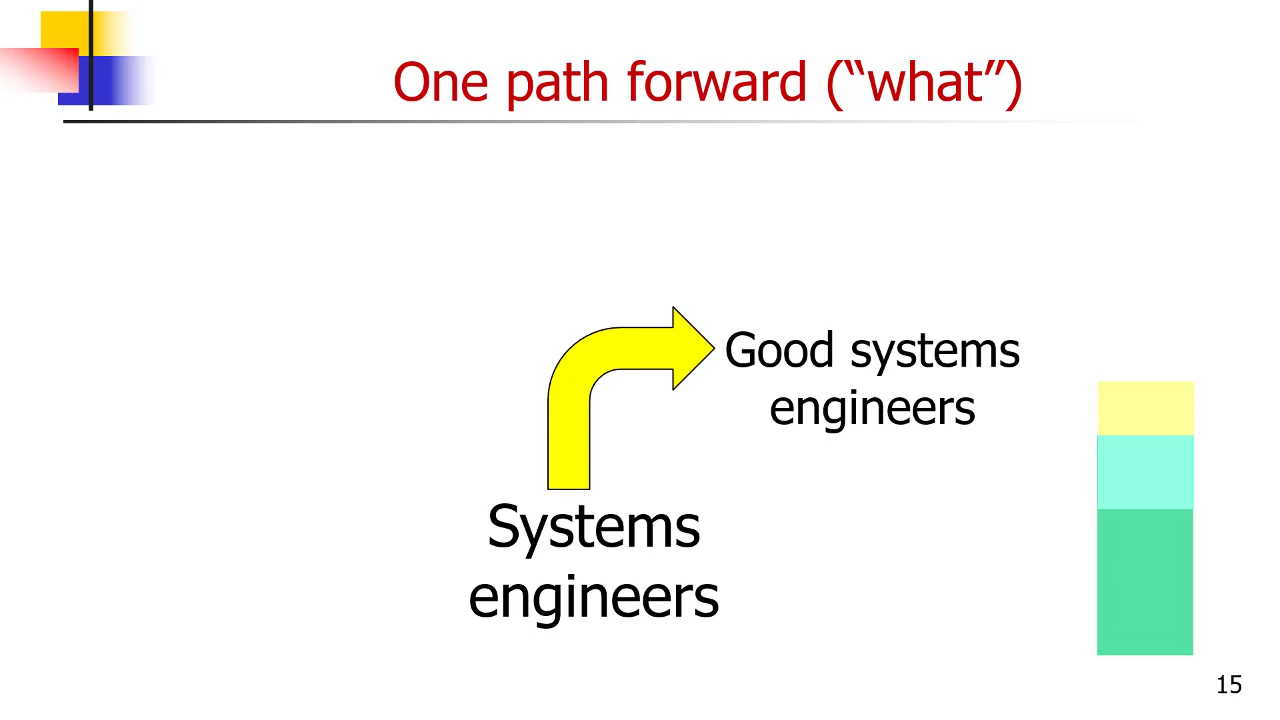 One path forward (“what”)
Good systems
engineers
Systems
engineers
15